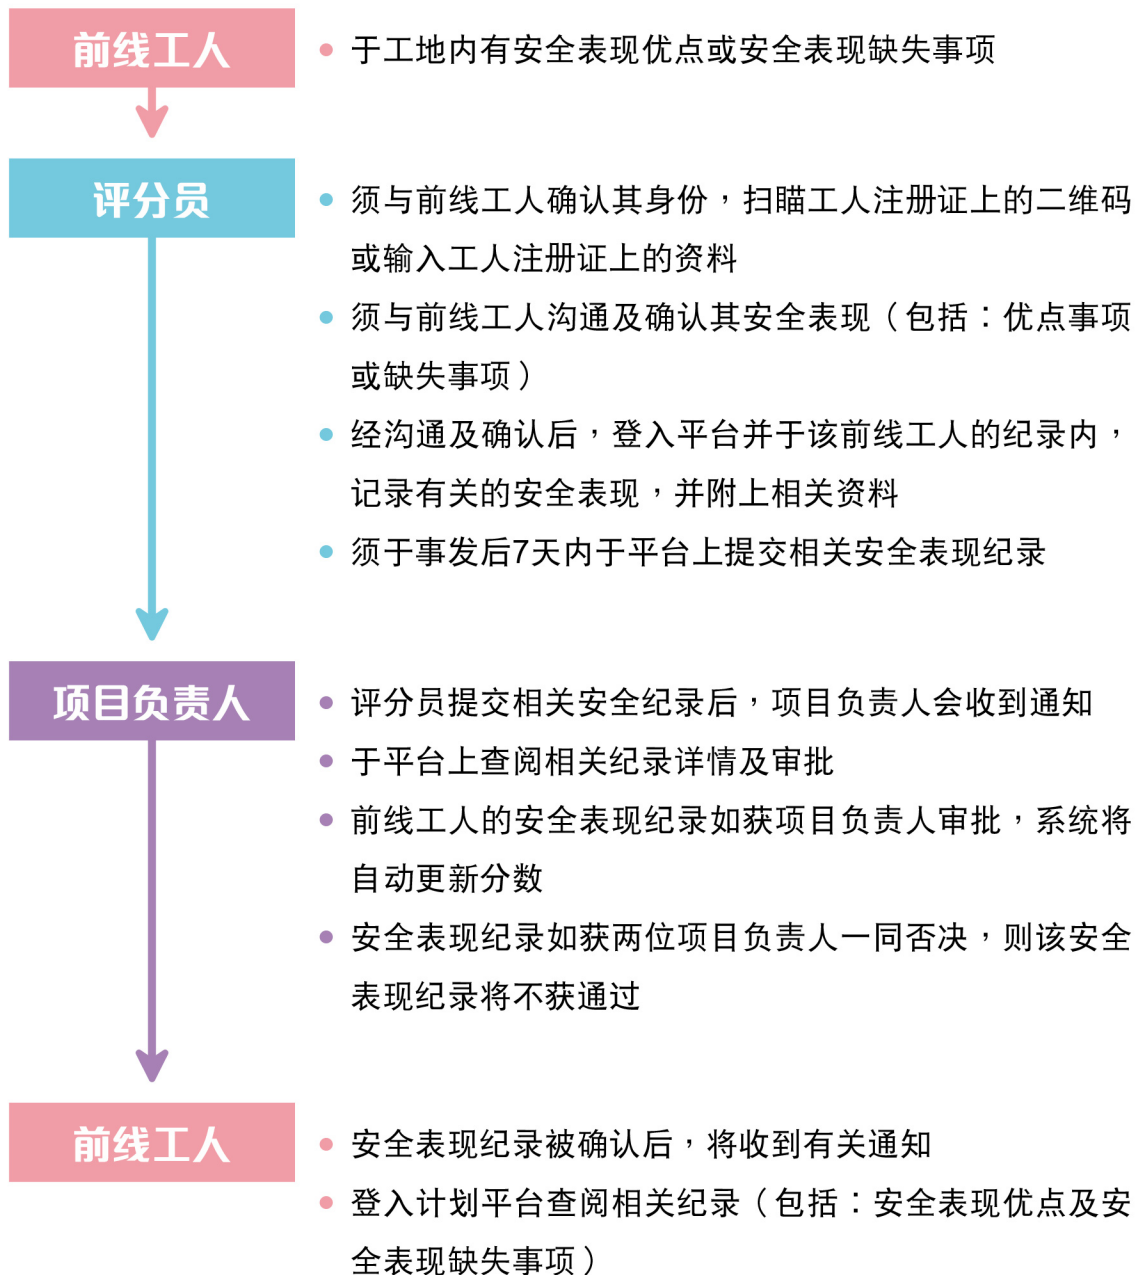 前线工人
于工地内有安全表现优点或安全表现缺失事项
评分员
须与前线工人确认其身份，扫瞄工人注册证上的二维码
或输入工人注册证上的资料
须与前线工人沟通及确认其安全表现（包括：优点事项
或缺失事项）
经沟通及确认后，登入平台并于该前线工人的纪录内，
记录有关的安全表现，并附上相关资料
须于事发后7天内于平台上提交相关安全表现纪录
项目负责人
评分员提交相关安全纪录后，项目负责人会收到通知
于平台上查阅相关纪录详情及审批
前线工人的安全表现纪录如获项目负责人审批，系统将
自动更新分数
安全表现纪录如获两位项目负责人一同否决，则该安全
表现纪录将不获通过
前线工人
安全表现纪录被确认后，将收到有关通知
登入计划平台查阅相关纪录（包括：安全表现优点及安
全表现缺失事项）